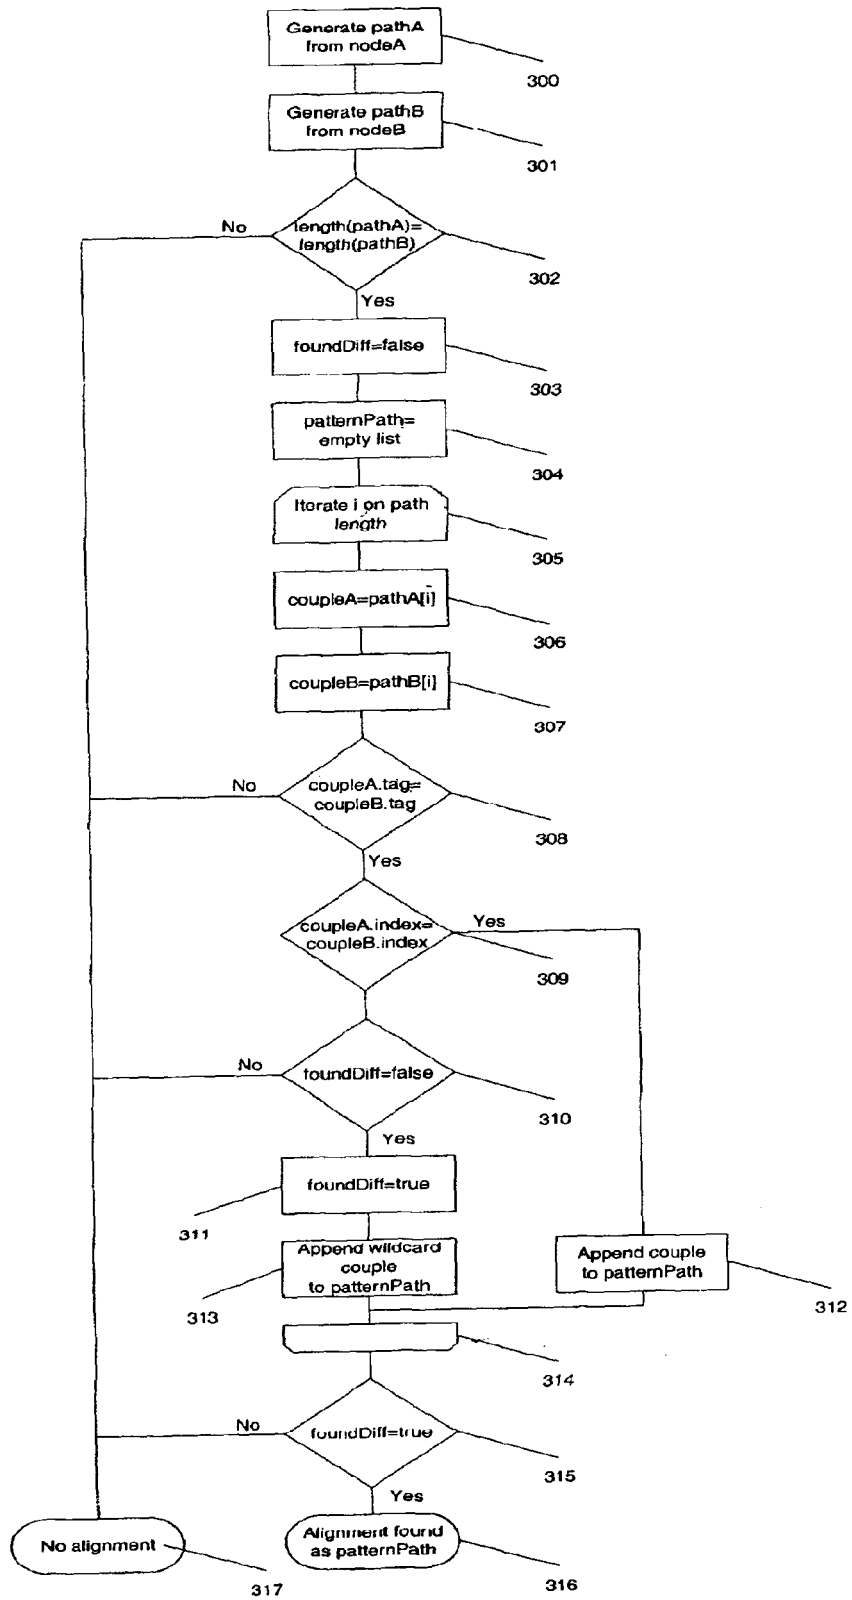 Generate pathA
from nodeA
300
Generate pathB
from nodeB
301
No
length(pathA)=
length(pathB)
302
Yes
foundDiff=false
303
patternPath=
empty list
304
Iterate i on path
length
305
coupleA=pathA[i]
306
coupleB=pathB[i]
307
No
coupleA.tag=
coupleB.tag
308
Yes
coupleA.index=
coupleB.index
Yes
309
No
foundDiff=false
310
Yes
foundDiff=true
311
Append wildcard
couple
to patternPath
313
Append couple
to patternPath
312
314
No
foundDiff=true
315
Yes
No alignment
317
Alignment found
as patternPath
316